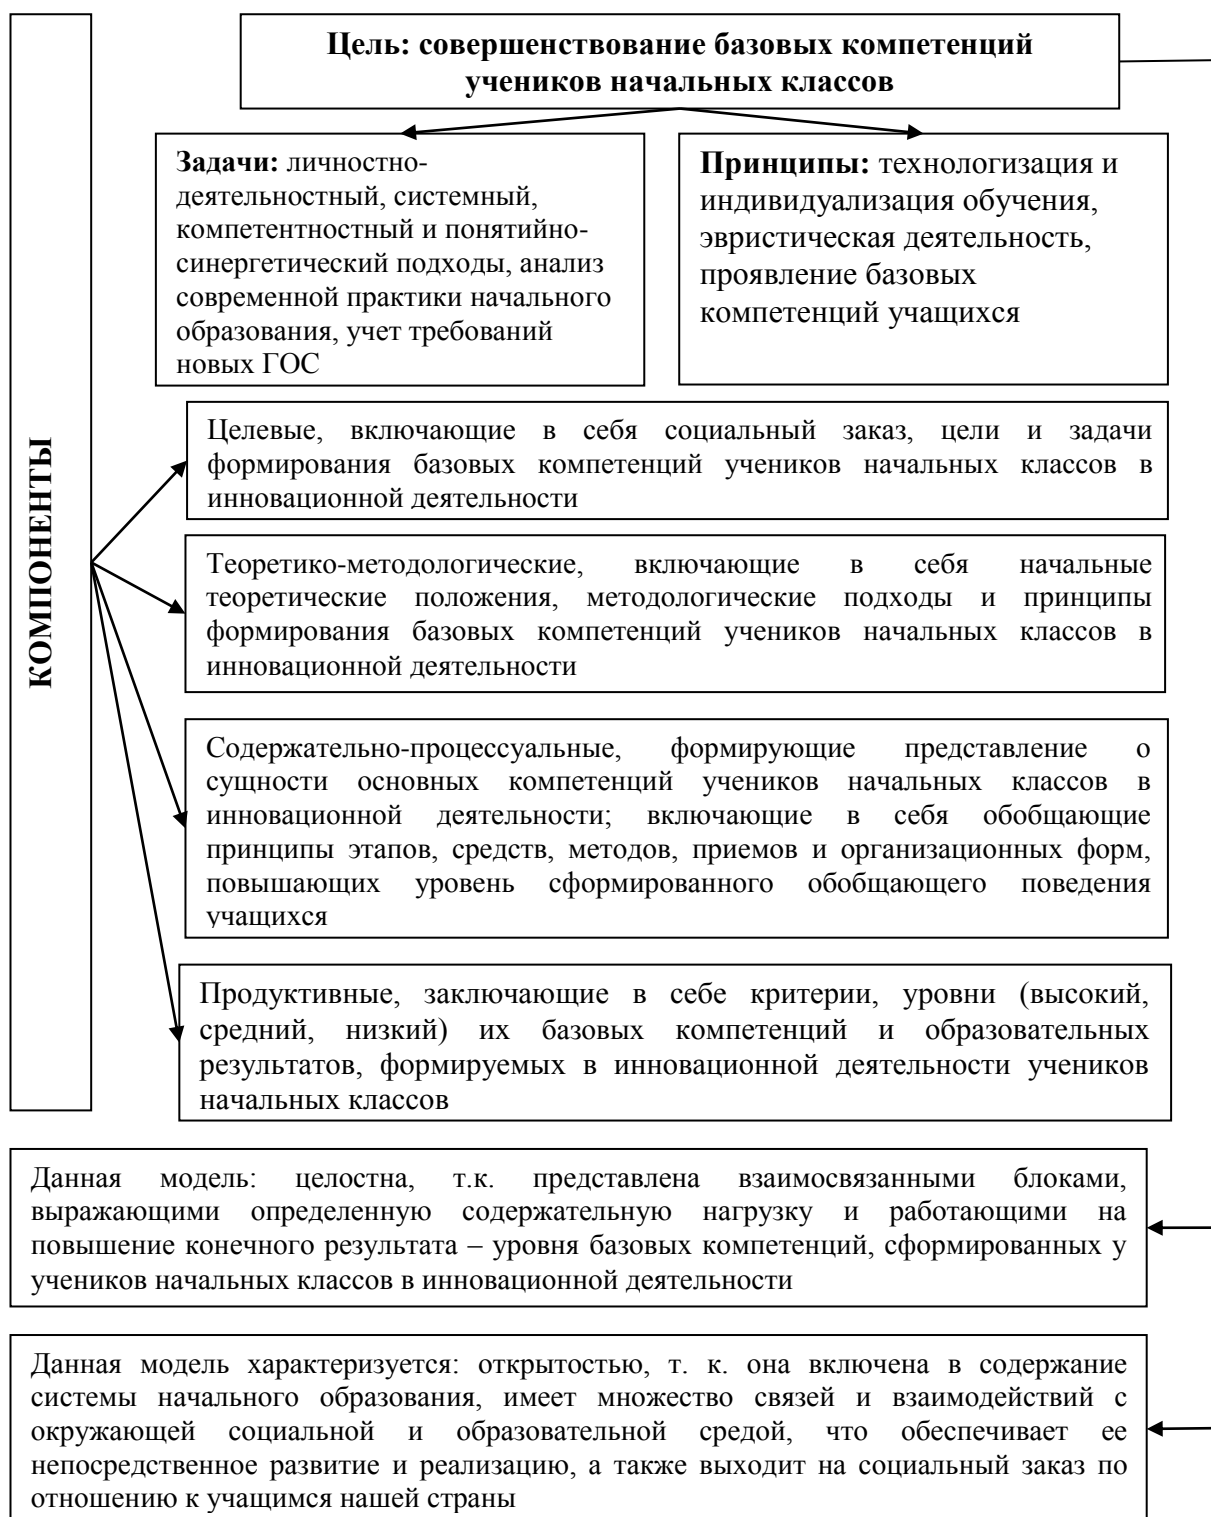 Цель: совершенствование базовых компетенций
учеников начальных классов
Задачи: личностно-
деятельностный, системный,
компетентностный и понятийно-
синергетический подходы, анализ
современной практики начального
образования, учет требований
новых ГОС
Принципы: технологизация и
индивидуализация обучения,
эвристическая деятельность,
проявление базовых
компетенций учащихся
КОМПОНЕНТЫ
Целевые, включающие в себя социальный заказ, цели и задачи
формирования базовых компетенций учеников начальных классов в
инновационной деятельности
Теоретико-методологические, включающие в себя начальные
теоретические положения, методологические подходы и принципы
формирования базовых компетенций учеников начальных классов в
инновационной деятельности
Содержательно-процессуальные, формирующие представление о
сущности основных компетенций учеников начальных классов в
инновационной деятельности; включающие в себя обобщающие
принципы этапов, средств, методов, приемов и организационных форм,
повышающих уровень сформированного обобщающего поведения
учащихся
Продуктивные, заключающие в себе критерии, уровни (высокий,
средний, низкий) их базовых компетенций и образовательных
результатов, формируемых в инновационной деятельности учеников
начальных классов
Данная модель: целостна, т.к. представлена взаимосвязанными блоками,
выражающими определенную содержательную нагрузку и работающими на
повышение конечного результата – уровня базовых компетенций, сформированных у
учеников начальных классов в инновационной деятельности
Данная модель характеризуется: открытостью, т. к. она включена в содержание
системы начального образования, имеет множество связей и взаимодействий с
окружающей социальной и образовательной средой, что обеспечивает ее
непосредственное развитие и реализацию, а также выходит на социальный заказ по
отношению к учащимся нашей страны